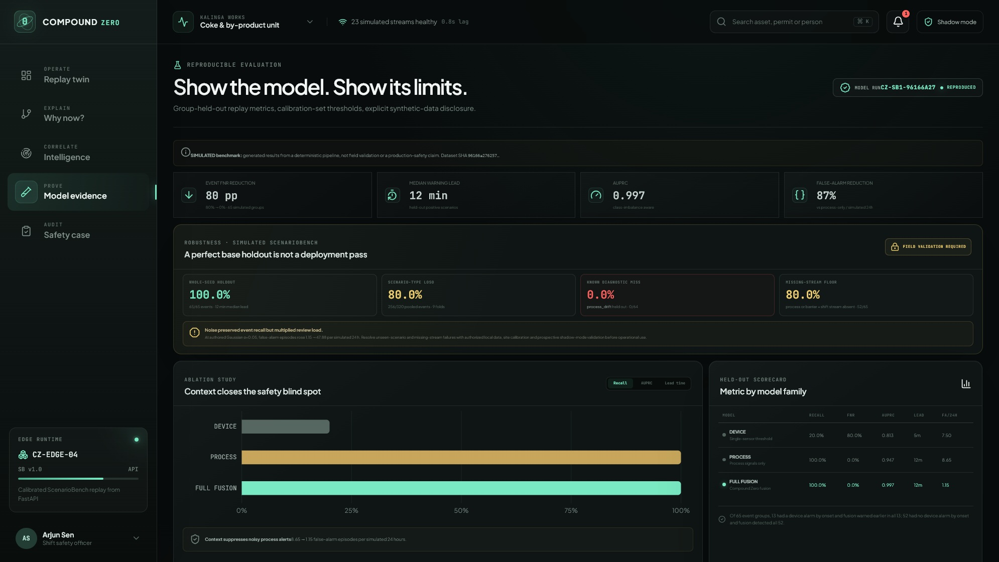 COMPOUND ZERO
KALINGA WORKS
Coke & by-product unit
23 simulated streams healthy 0.8s lag
Search asset, permit or person
⌘ K
1
Shadow mode
OPERATE
Replay twin
EXPLAIN
Why now?
CORRELATE
Intelligence
PROVE
Model evidence
AUDIT
Safety case
EDGE RUNTIME
CZ-EDGE-04
SB v1.0 API
Calibrated ScenarioBench replay from
FastAPI
AS
Arjun Sen
Shift safety officer
REPRODUCIBLE EVALUATION
Show the model. Show its limits.
Group-held-out replay metrics, calibration-set thresholds, explicit synthetic-data disclosure.
MODEL RUN CZ-SB1-96166A27 • REPRODUCED
SIMULATED benchmark: generated results from a deterministic pipeline, not field validation or a production-safety claim. Dataset SHA 96166a276257…
EVENT FNR REDUCTION
80 pp
80% → 0% · 65 simulated groups
MEDIAN WARNING LEAD
12 min
held-out positive scenarios
AUPRC
0.997
class-imbalance aware
FALSE-ALARM REDUCTION
87%
vs process-only / simulated 24h
ROBUSTNESS · SIMULATED SCENARIOBENCH
A perfect base holdout is not a deployment pass
FIELD VALIDATION REQUIRED
WHOLE-SEED HOLDOUT
100.0%
65/65 events · 12 min median lead
SCENARIO-TYPE LOSO
80.0%
256/320 pooled events · 9 folds
KNOWN DIAGNOSTIC MISS
0.0%
process_drift held out · 0/64
MISSING-STREAM FLOOR
80.0%
process or barrier + shift stream absent · 52/65
Noise preserved event recall but multiplied review load.
At authored Gaussian σ=0.05, false-alarm episodes rose 1.15 → 47.88 per simulated 24 h. Resolve unseen-scenario and missing-stream failures with authorized local data, site calibration and prospective shadow-mode validation before operational use.
ABLATION STUDY
Context closes the safety blind spot
Recall AUPRC Lead time
DEVICE
PROCESS
FULL FUSION
0% 25% 50% 75% 100%
Context suppresses noisy process alerts 8.65 → 1.15 false-alarm episodes per simulated 24 hours.
HELD-OUT SCORECARD
Metric by model family
MODEL RECALL FNR AUPRC LEAD FA/24H
DEVICE
Single-sensor threshold
20.0% 80.0% 0.813 5m 7.50
PROCESS
Process signals only
100.0% 0.0% 0.947 12m 8.65
FULL FUSION
Compound Zero fusion
100.0% 0.0% 0.997 12m 1.15
Of 65 event groups, 13 had a device alarm by onset and fusion warned earlier in all 13; 52 had no device alarm by onset
and fusion detected all 52.